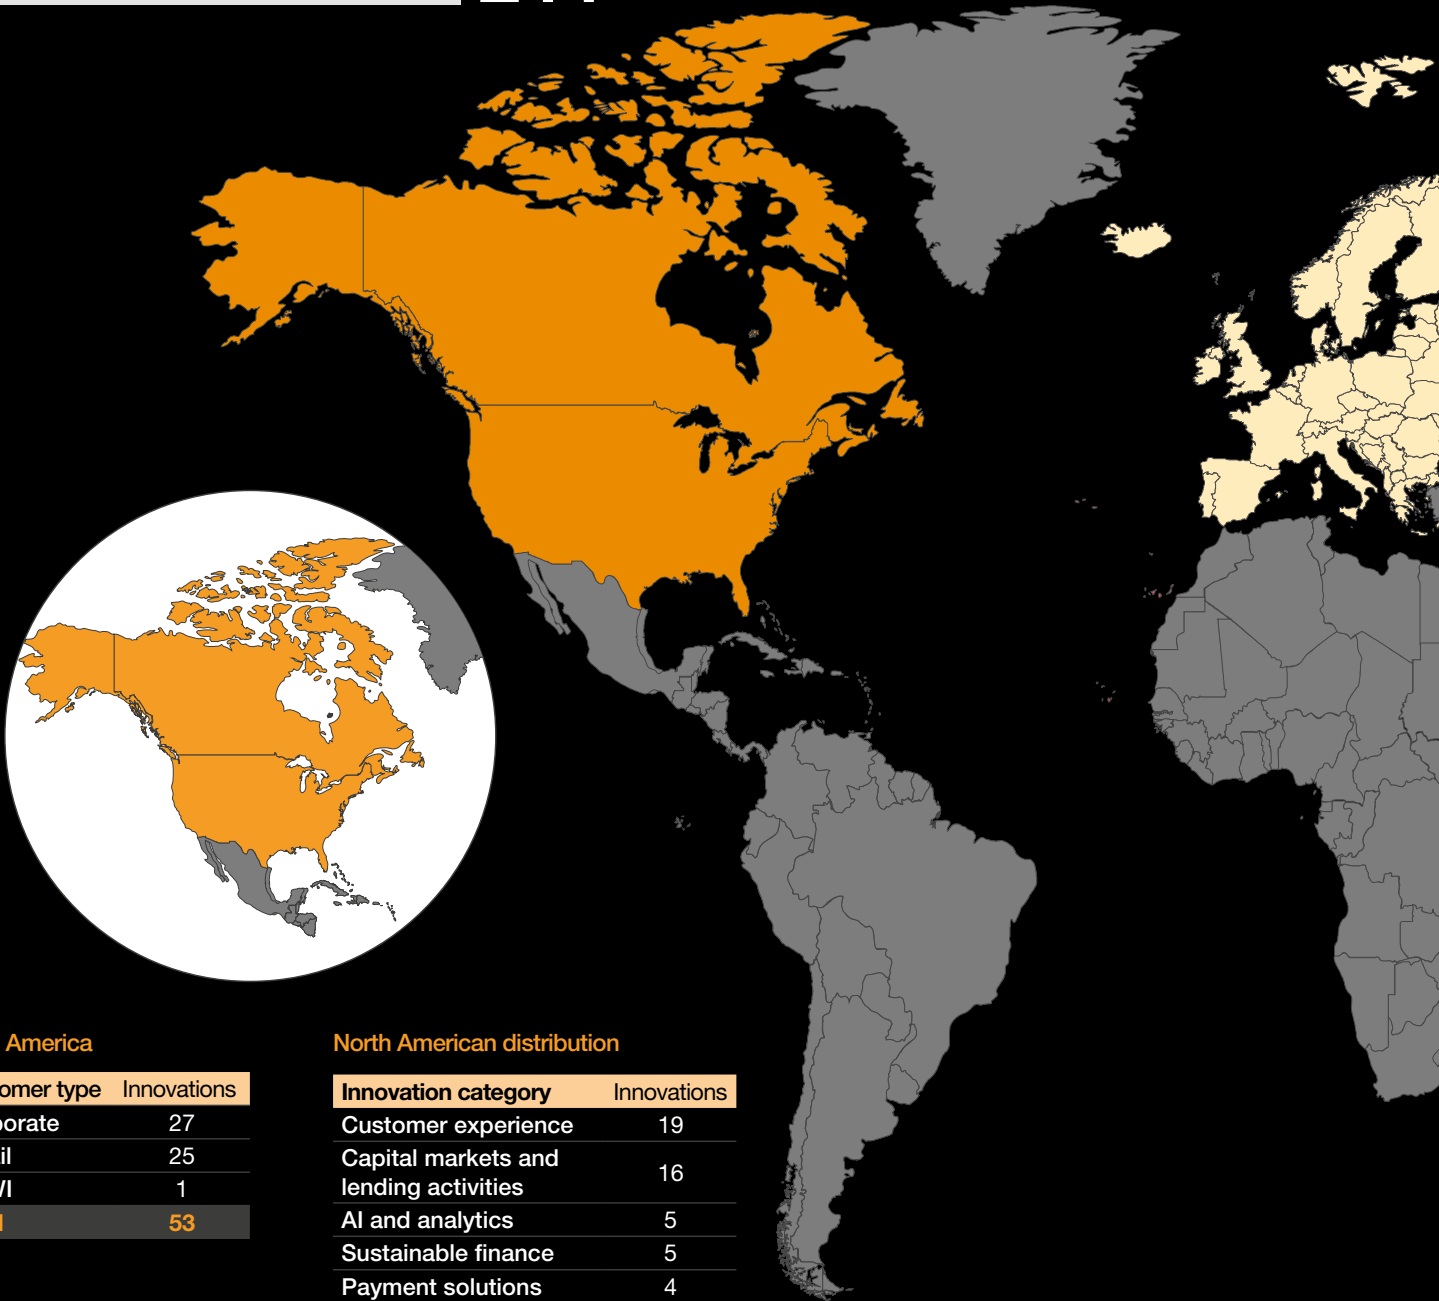 America
North American distribution
omer type Innovations
orate 27
il 25
VI 1
53
Innovation category Innovations
Customer experience 19
Capital markets and
lending activities 16
AI and analytics 5
Sustainable finance 5
Payment solutions 4